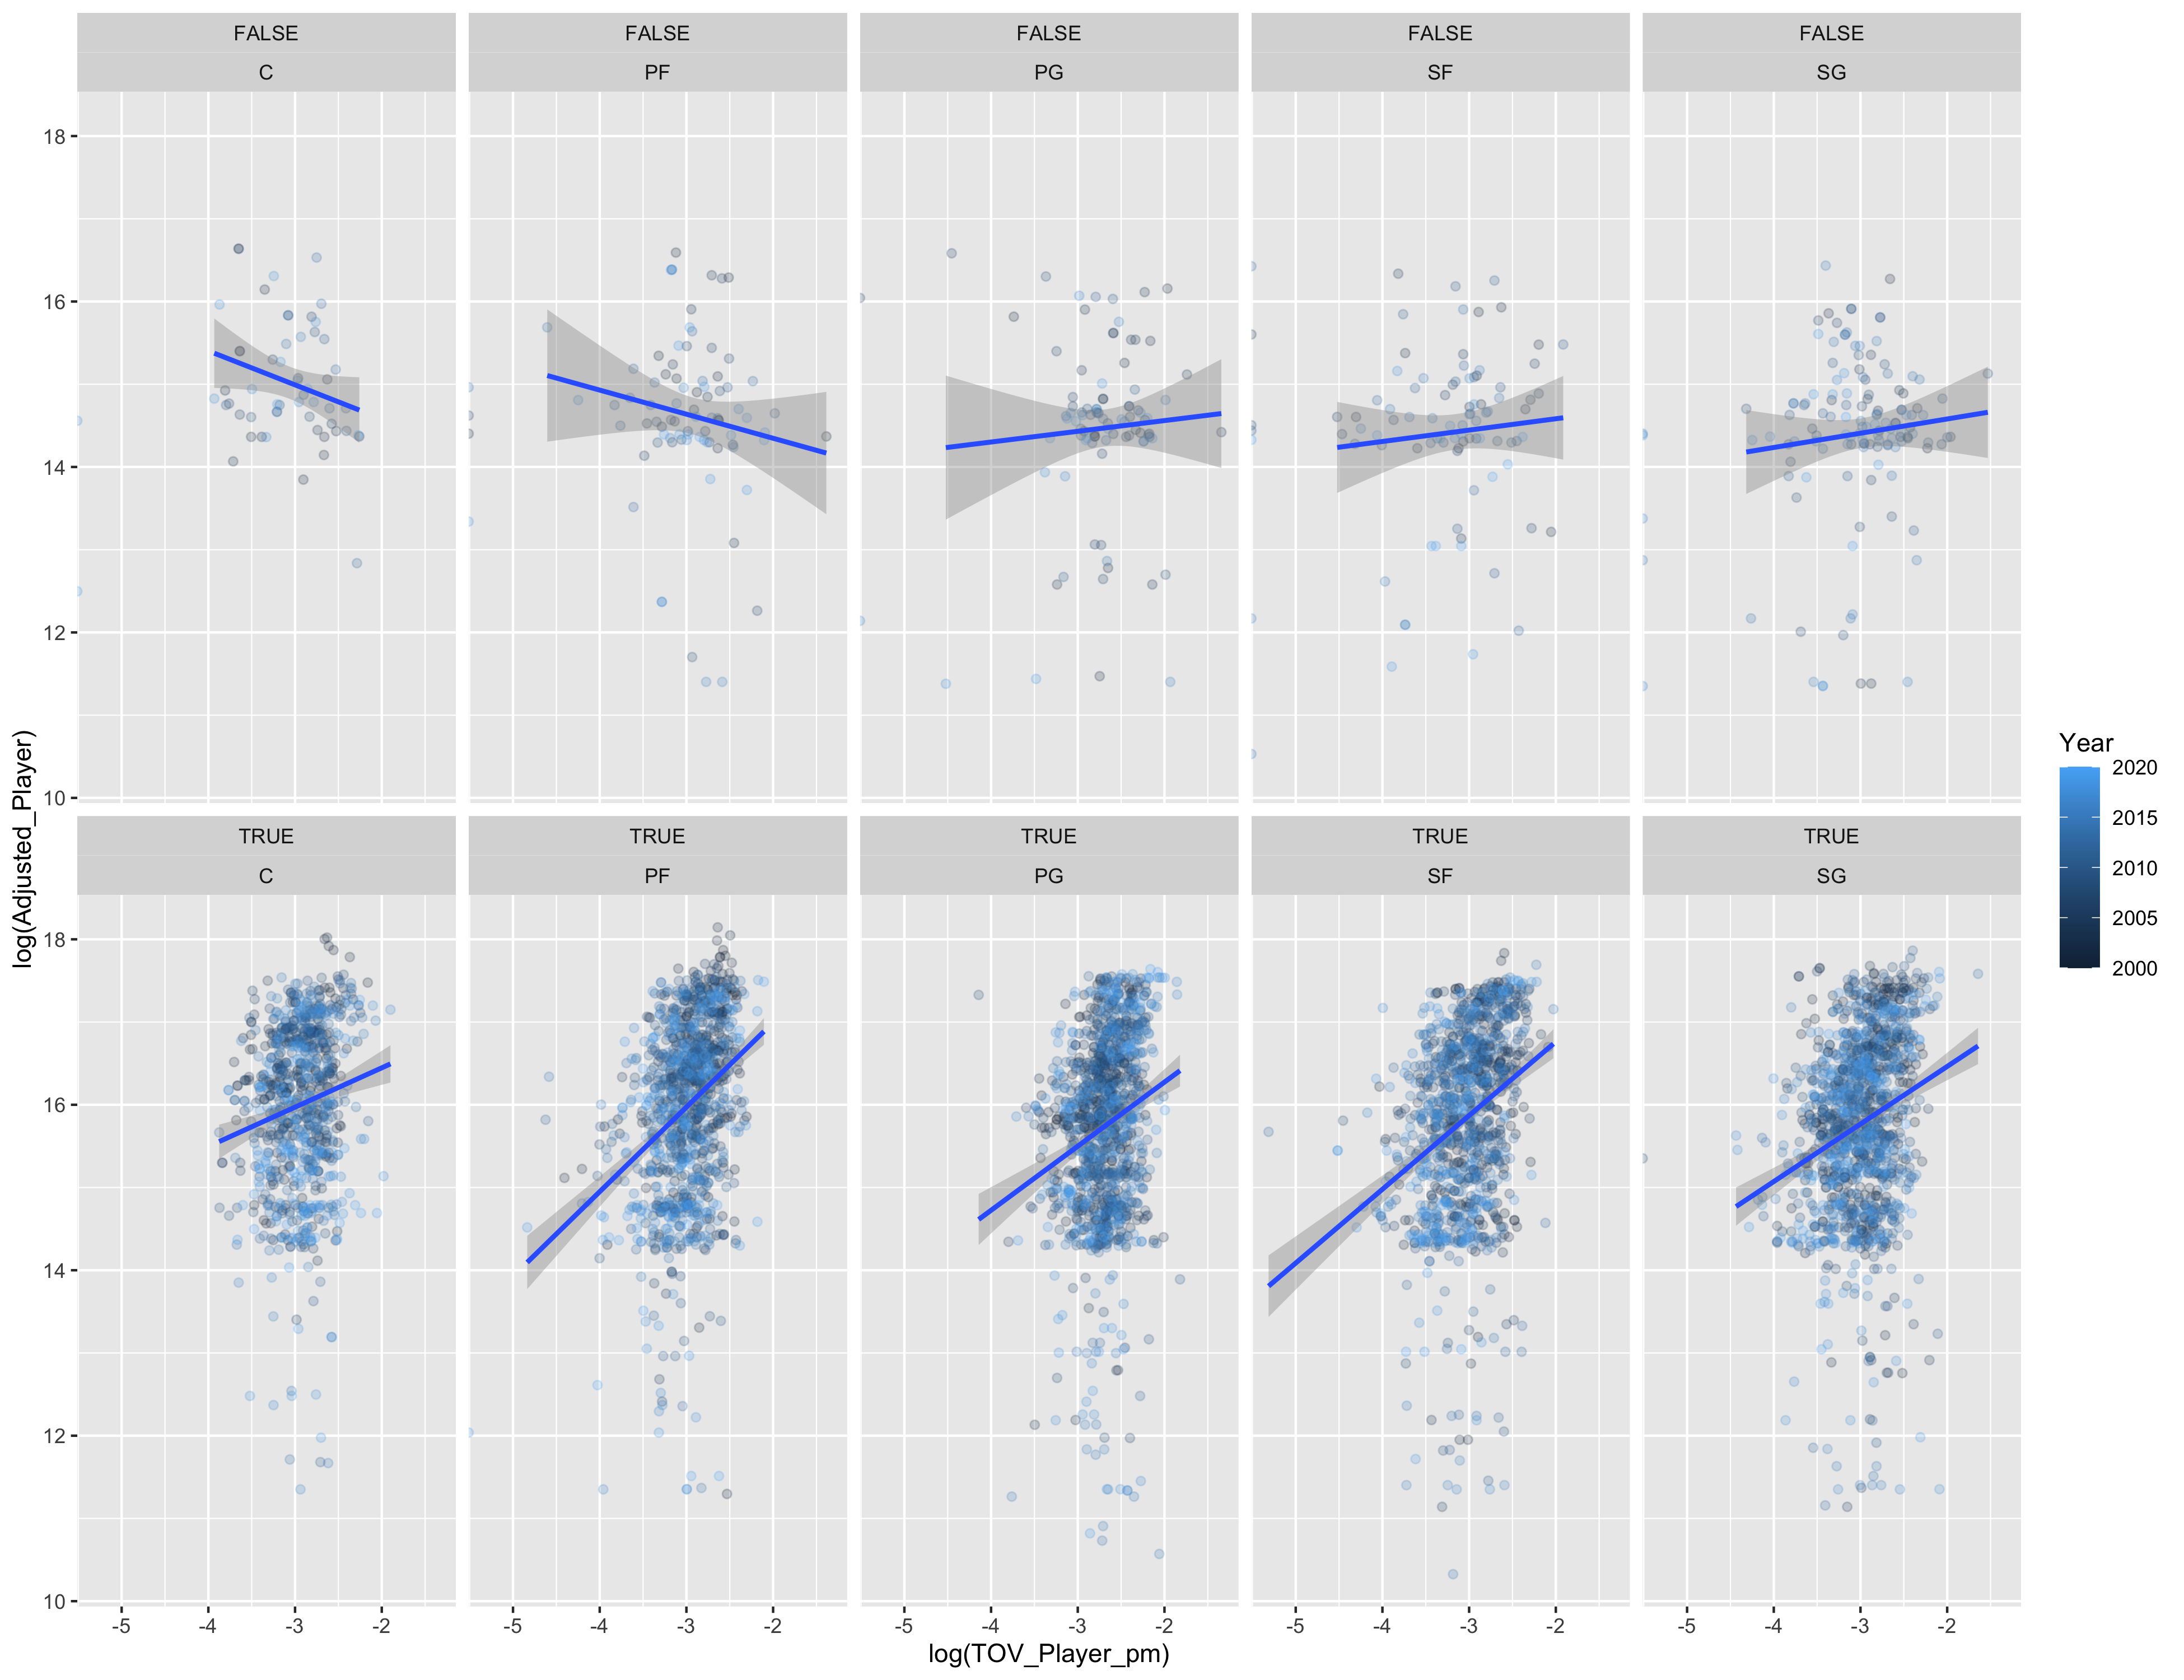 FALSE FALSE FALSE FALSE FALSE
C PF PG SF SG
18
16
14
12
10
TRUE TRUE TRUE TRUE TRUE
C PF PG SF SG
18
16
14
12
10
-5 -4 -3 -2 -5 -4 -3 -2 -5 -4 -3 -2 -5 -4 -3 -2 -5 -4 -3 -2
log(TOV_Player_pm)
log(Adjusted_Player)
Year
2020
2015
2010
2005
2000